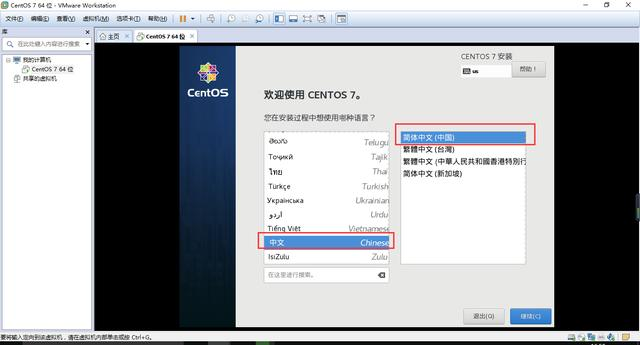 CentOS 7 64 位 - VMware Workstation
文件(F) 编辑(E) 查看(V) 虚拟机(M) 选项卡(T) 帮助(H)
库
在此处键入内容进行搜索
我的计算机
CentOS 7 64 位
共享的虚拟机
主页
CentOS 7 64 位
CentOS
CENTOS 7 安装
us
帮助！
欢迎使用 CENTOS 7。
您在安装过程中想使用哪种语言？
తెలుగు Telugu
Тоҷикӣ Tajik
ไทย Thai
Türkçe Turkish
Українська Ukrainian
اردو Urdu
Tiếng Việt Vietnamese
中文 Chinese
IsiZulu Zulu
在这里进行搜索。
简体中文 (中国)
繁體中文 (台灣)
繁體中文 (中華人民共和國香港特別行
简体中文 (新加坡)
退出(Q)
继续(C)
要将输入定向到该虚拟机，请在虚拟机内部单击或按 Ctrl+G。